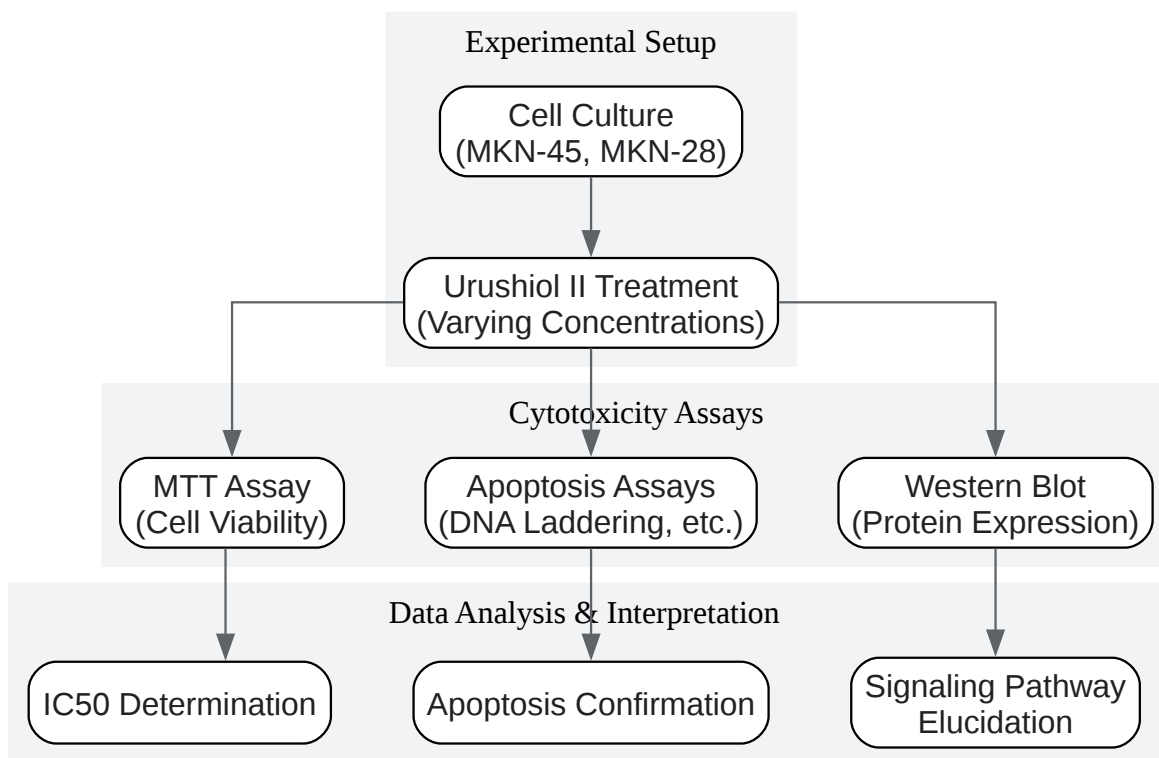 Experimental Setup
Cell Culture
(MKN-45, MKN-28)
Urushiol II Treatment
(Varying Concentrations)
Cytotoxicity Assays
MTT Assay
(Cell Viability)
Apoptosis Assays
(DNA Laddering, etc.)
Western Blot
(Protein Expression)
Data Analysis & Interpretation
IC50 Determination
Apoptosis Confirmation
Signaling Pathway
Elucidation